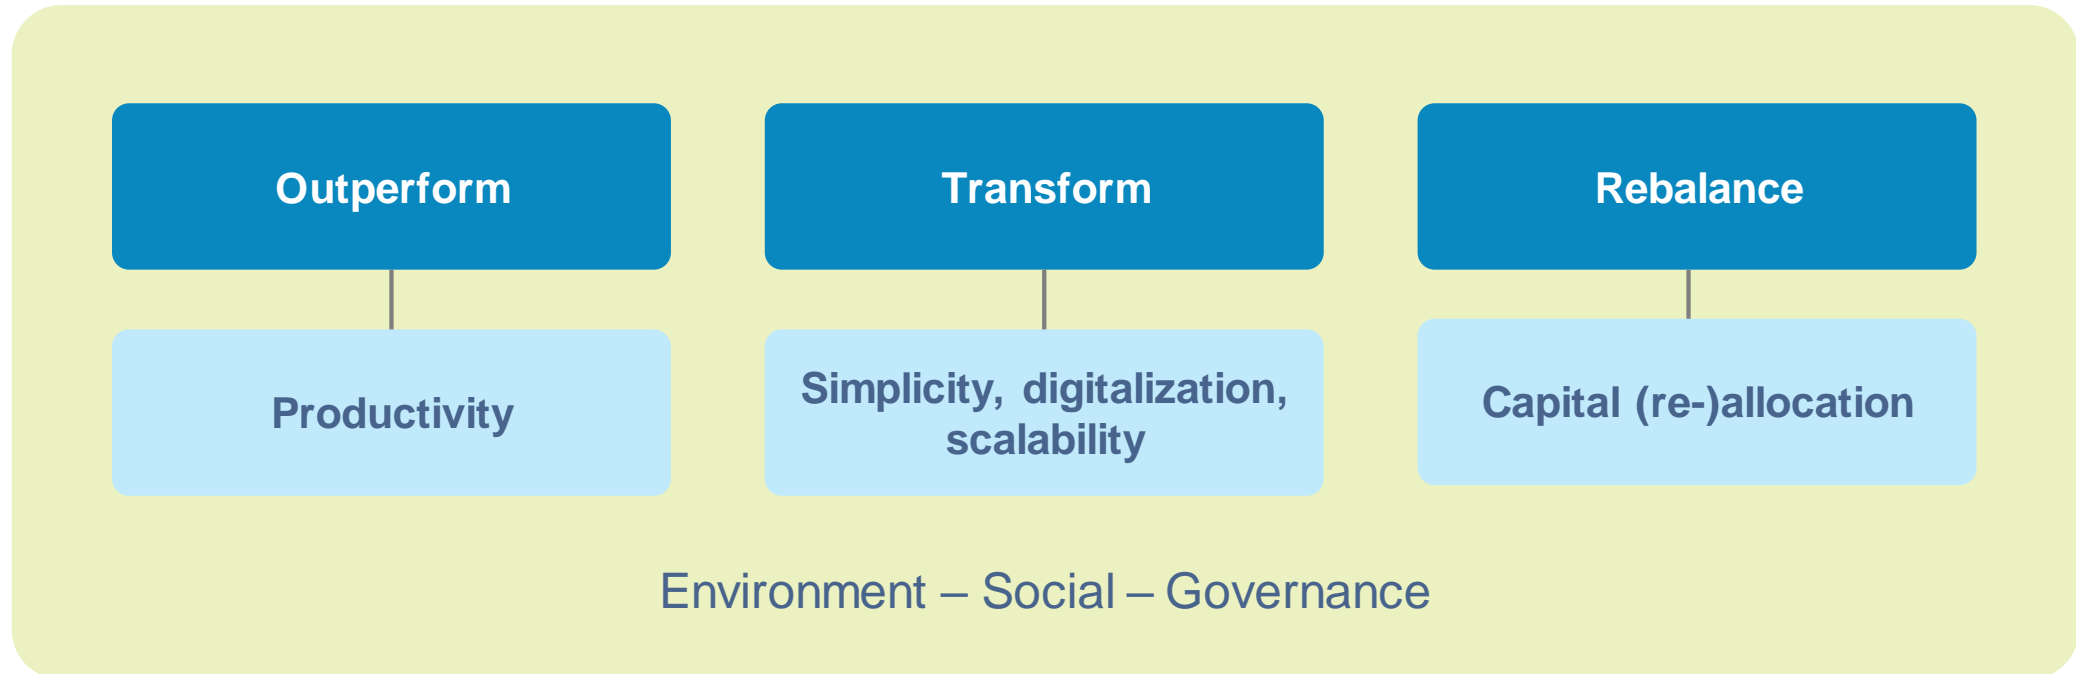 Outperform
Transform
Rebalance
Productivity
Simplicity, digitalization,
scalability
Capital (re-)allocation
Environment – Social – Governance